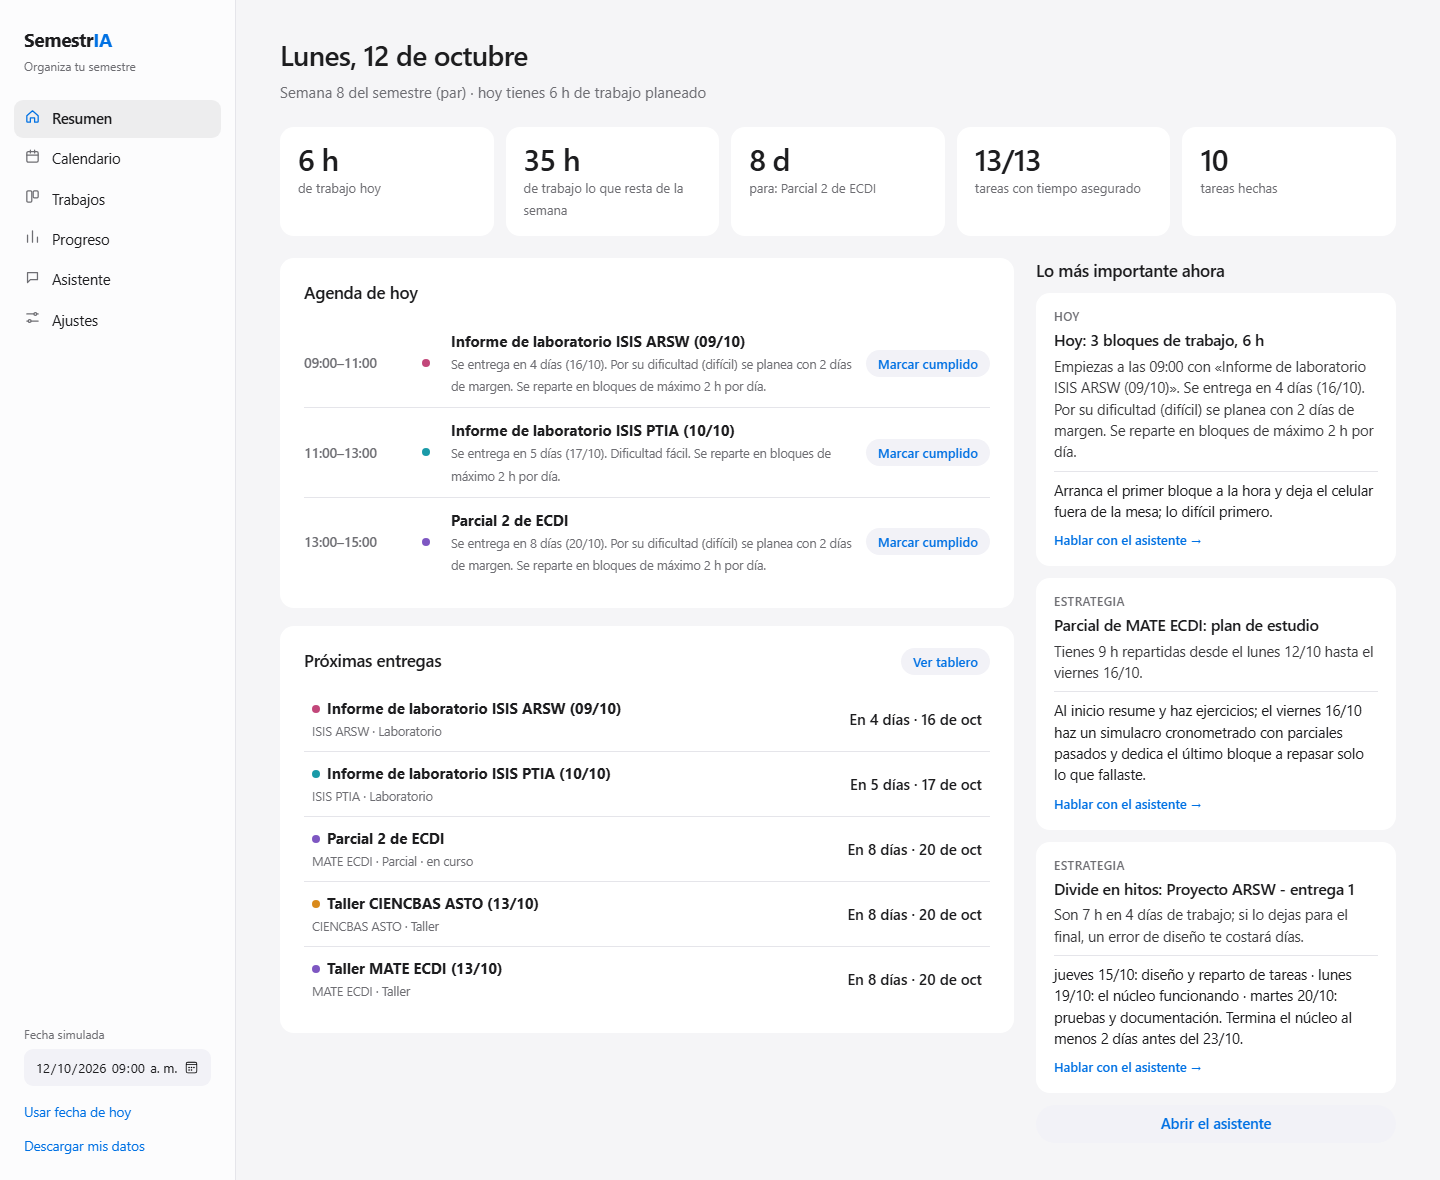 SemestrIA
Organiza tu semestre
Resumen
Calendario
Trabajos
Progreso
Asistente
Ajustes
Fecha simulada
12/10/2026 09:00 a. m.
Usar fecha de hoy
Descargar mis datos
Lunes, 12 de octubre
Semana 8 del semestre (par) · hoy tienes 6 h de trabajo planeado
6 h
de trabajo hoy
35 h
de trabajo lo que resta de la
semana
8 d
para: Parcial 2 de ECDI
13/13
tareas con tiempo asegurado
10
tareas hechas
Agenda de hoy
09:00–11:00
Informe de laboratorio ISIS ARSW (09/10)
Se entrega en 4 días (16/10). Por su dificultad (difícil) se planea con 2 días
de margen. Se reparte en bloques de máximo 2 h por día.
Marcar cumplido
11:00–13:00
Informe de laboratorio ISIS PTIA (10/10)
Se entrega en 5 días (17/10). Dificultad fácil. Se reparte en bloques de
máximo 2 h por día.
Marcar cumplido
13:00–15:00
Parcial 2 de ECDI
Se entrega en 8 días (20/10). Por su dificultad (difícil) se planea con 2 días
de margen. Se reparte en bloques de máximo 2 h por día.
Marcar cumplido
Próximas entregas
Ver tablero
Informe de laboratorio ISIS ARSW (09/10)
ISIS ARSW · Laboratorio
En 4 días · 16 de oct
Informe de laboratorio ISIS PTIA (10/10)
ISIS PTIA · Laboratorio
En 5 días · 17 de oct
Parcial 2 de ECDI
MATE ECDI · Parcial · en curso
En 8 días · 20 de oct
Taller CIENCBAS ASTO (13/10)
CIENCBAS ASTO · Taller
En 8 días · 20 de oct
Taller MATE ECDI (13/10)
MATE ECDI · Taller
En 8 días · 20 de oct
Lo más importante ahora
HOY
Hoy: 3 bloques de trabajo, 6 h
Empiezas a las 09:00 con «Informe de laboratorio
ISIS ARSW (09/10)». Se entrega en 4 días (16/10).
Por su dificultad (difícil) se planea con 2 días de
margen. Se reparte en bloques de máximo 2 h por
día.
Arranca el primer bloque a la hora y deja el celular
fuera de la mesa; lo difícil primero.
Hablar con el asistente →
ESTRATEGIA
Parcial de MATE ECDI: plan de estudio
Tienes 9 h repartidas desde el lunes 12/10 hasta el
viernes 16/10.
Al inicio resume y haz ejercicios; el viernes 16/10
haz un simulacro cronometrado con parciales
pasados y dedica el último bloque a repasar solo
lo que fallaste.
Hablar con el asistente →
ESTRATEGIA
Divide en hitos: Proyecto ARSW - entrega 1
Son 7 h en 4 días de trabajo; si lo dejas para el
final, un error de diseño te costará días.
jueves 15/10: diseño y reparto de tareas · lunes
19/10: el núcleo funcionando · martes 20/10:
pruebas y documentación. Termina el núcleo al
menos 2 días antes del 23/10.
Hablar con el asistente →
Abrir el asistente